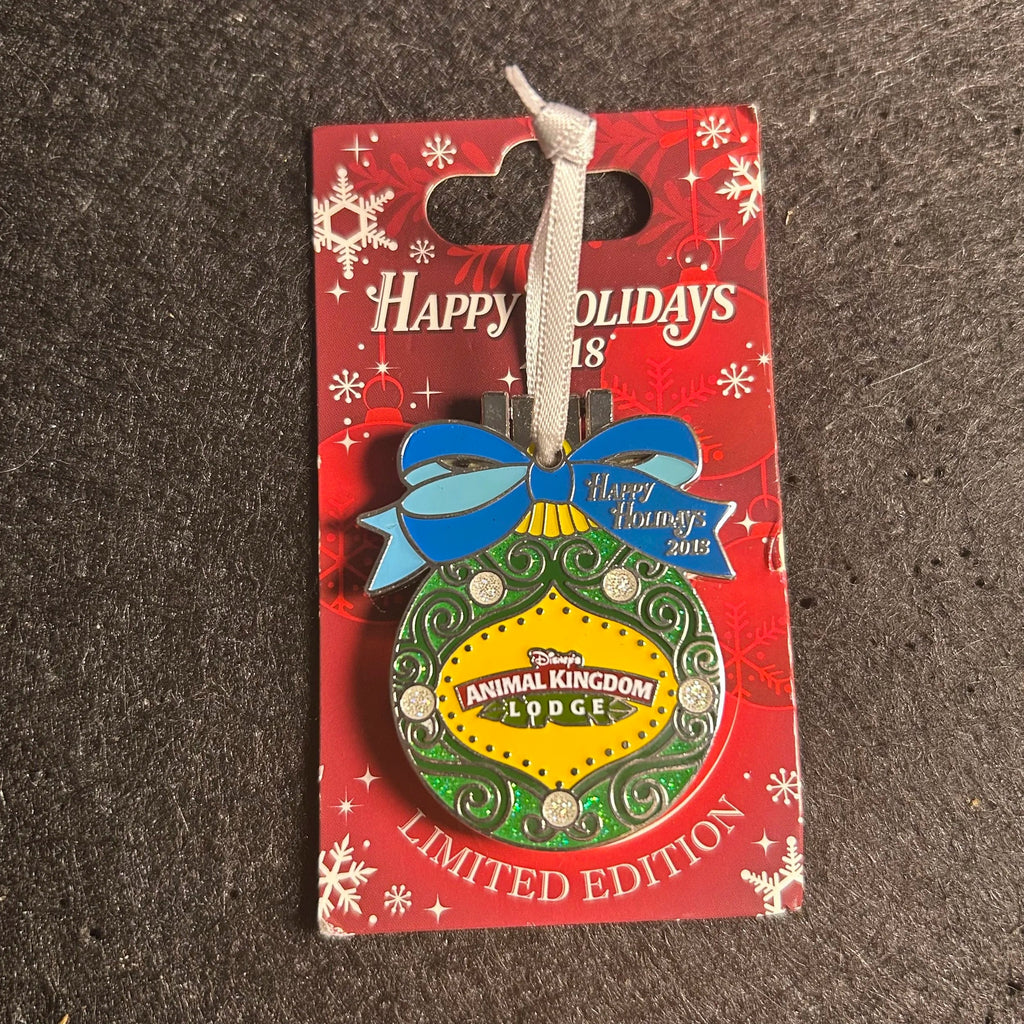 HAPPY HOLIDAYS
18
HAPPY
HOLIDAYS
2018
DISNEY'S
ANIMAL KINGDOM
LODGE
LIMITED EDITION